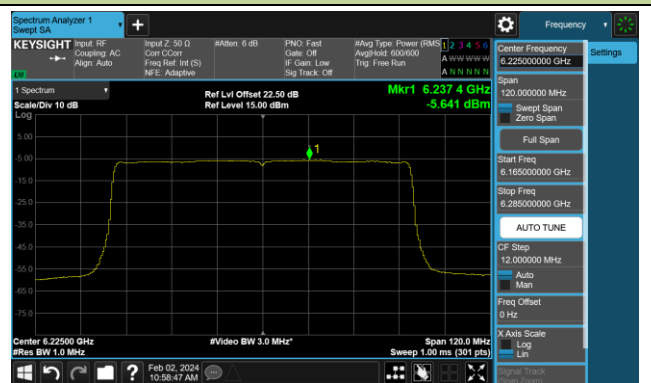 Spectrum Analyzer 1
Swept SA
Frequency
KEYSIGHT
Input: RF
Coupling: AC
Align: Auto
Input Z: 50 Ω
Corr CCorr
Freq Ref: Int (S)
NFE: Adaptive
#Atten: 6 dB
PNO: Fast
Gate: Off
IF Gain: Low
Sig Track: Off
#Avg Type: Power (RMS
Avg|Hold: 600/600
Trig: Free Run
1 2 3 4 5 6
A W W W W W
A N N N N N
LXI
1 Spectrum
Scale/Div 10 dB
Log
Ref Lvl Offset 22.50 dB
Ref Level 15.00 dBm
Mkr1 6.237 4 GHz
-5.641 dBm
1
5.00
-5.00
-15.0
-25.0
-35.0
-45.0
-55.0
-65.0
-75.0
Center 6.22500 GHz
#Res BW 1.0 MHz
#Video BW 3.0 MHz*
Span 120.0 MHz
Sweep 1.00 ms (301 pts)
Center Frequency
6.225000000 GHz
Settings
Span
120.000000 MHz
Swept Span
Zero Span
Full Span
Start Freq
6.165000000 GHz
Stop Freq
6.285000000 GHz
AUTO TUNE
CF Step
12.000000 MHz
Auto
Man
Freq Offset
0 Hz
X Axis Scale
Log
Lin
Signal Track
(Span Zoom)
Feb 02, 2024
10:58:47 AM